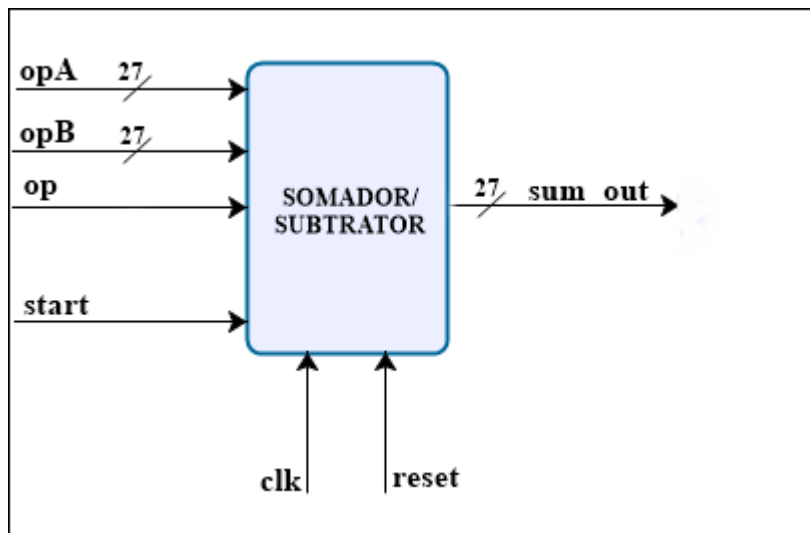 opA 27
opB 27
op
SOMADOR/
SUBTRATOR
27 sum out
start
clk
reset